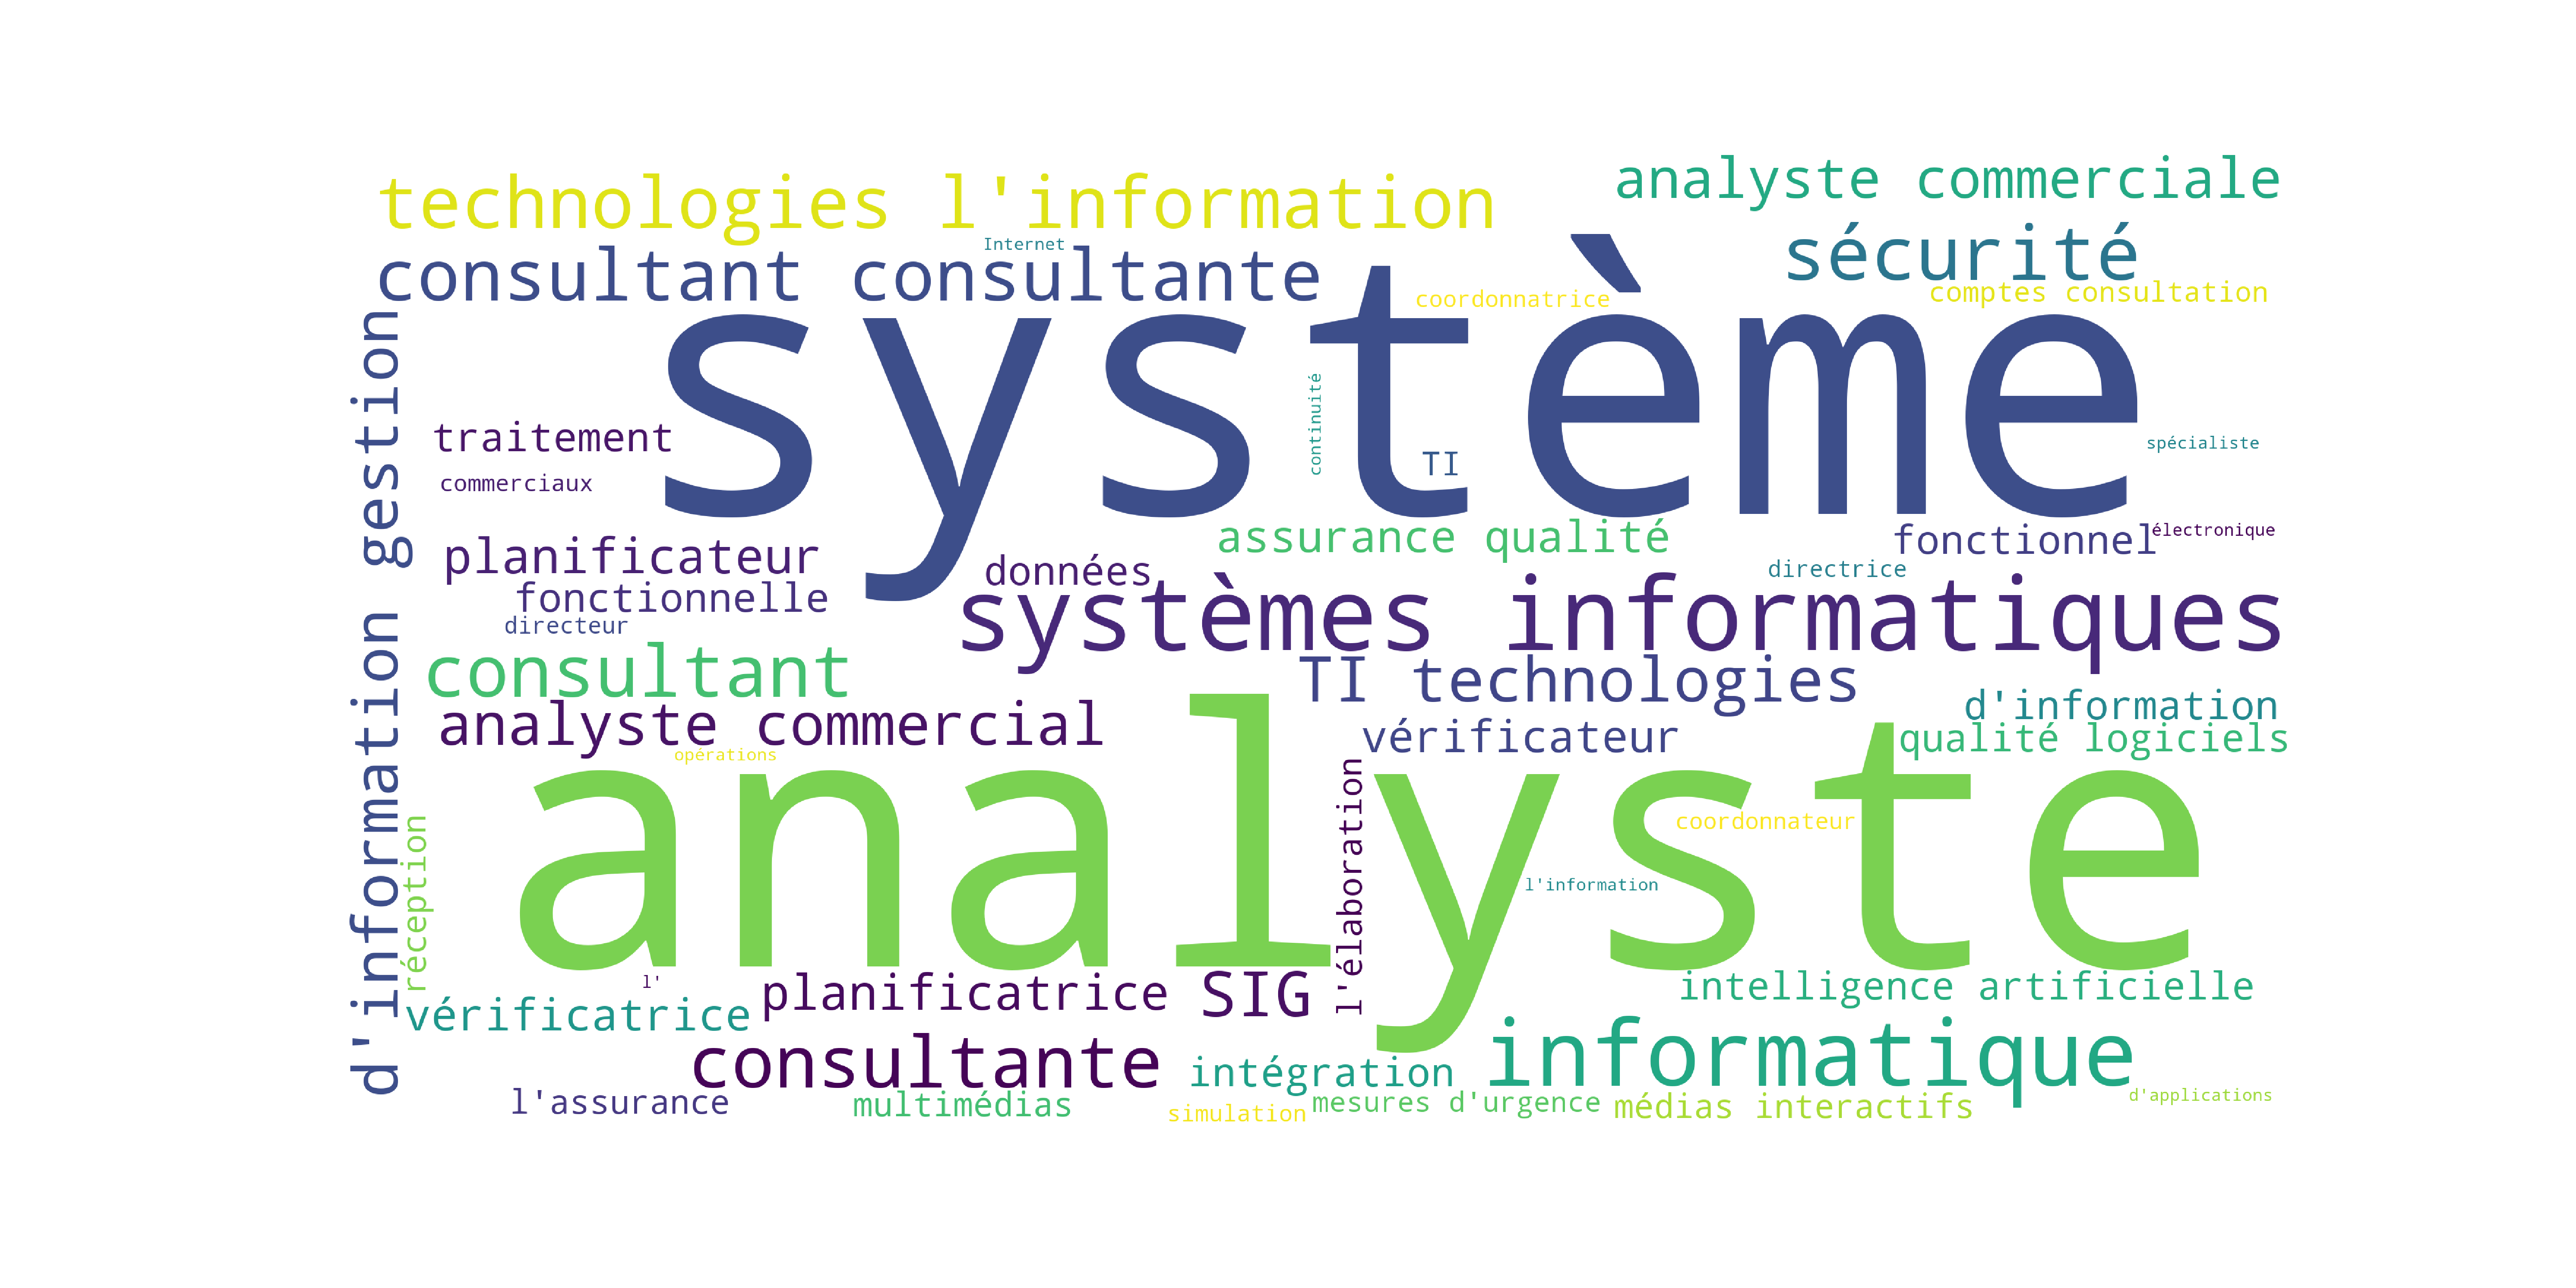 technologies l'information
analyste commerciale
Internet
consultant consultante
sécurité
coordonnatrice
comptes consultation
système
d'information gestion
continuité
traitement
TI
spécialiste
commerciaux
assurance qualité
fonctionnel
électronique
planificateur
données
directrice
fonctionnelle
systèmes informatiques
directeur
consultant
TI technologies
d'information
analyste commercial
vérificateur
qualité logiciels
opérations
analyste
coordonnateur
l'élaboration
réception
l'information
l'
planificatrice
SIG
intelligence artificielle
vérificatrice
consultante
intégration
informatique
l'assurance
multimédias
simulation
mesures d'urgence
médias interactifs
d'applications